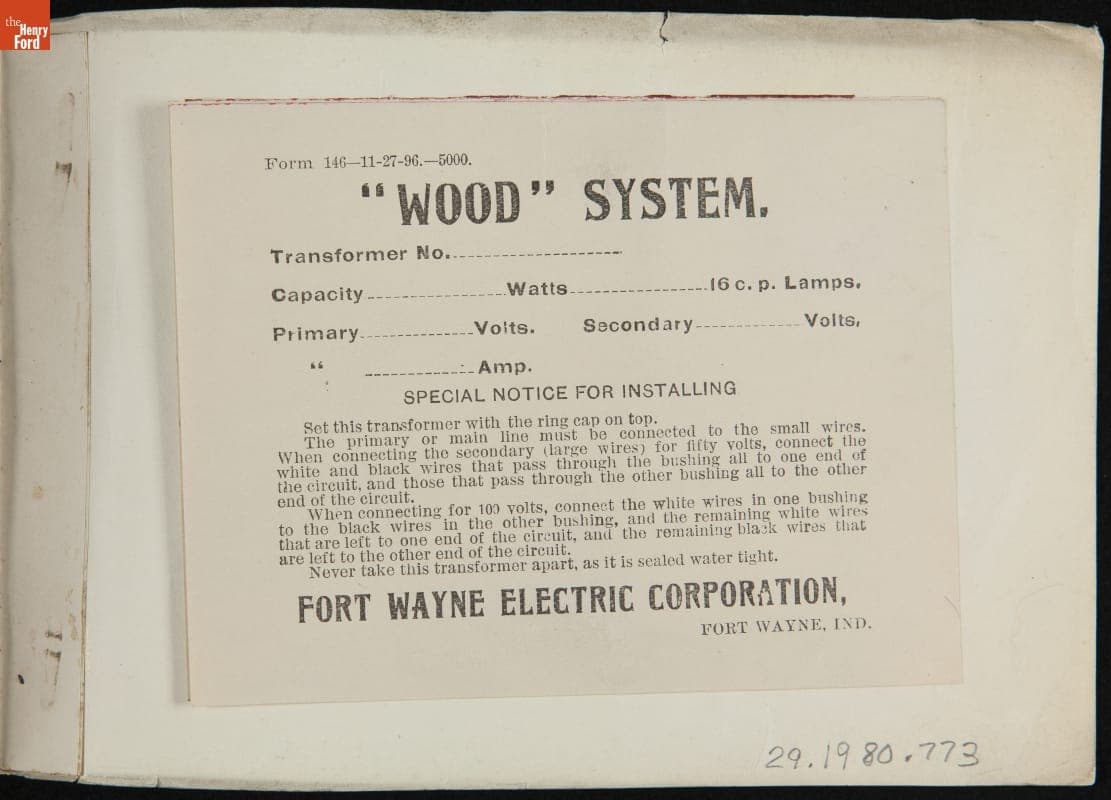 the
Henry
Ford
Form 146—11-27-96.—5000.
“WOOD” SYSTEM.
Transformer No.
Capacity Watts 16 c. p. Lamps.
Primary Volts. Secondary Volts,
“ Amp.
SPECIAL NOTICE FOR INSTALLING
Set this transformer with the ring cap on top.
The primary or main line must be connected to the small wires.
When connecting the secondary (large wires) for fifty volts, connect the
white and black wires that pass through the bushing all to one end of
the circuit, and those that pass through the other bushing all to the other
end of the circuit.
When connecting for 100 volts, connect the white wires in one bushing
to the black wires in the other bushing, and the remaining white wires
that are left to one end of the circuit, and the remaining black wires that
are left to the other end of the circuit.
Never take this transformer apart, as it is sealed water tight.
FORT WAYNE ELECTRIC CORPORATION,
FORT WAYNE, IND.
29.1980.773